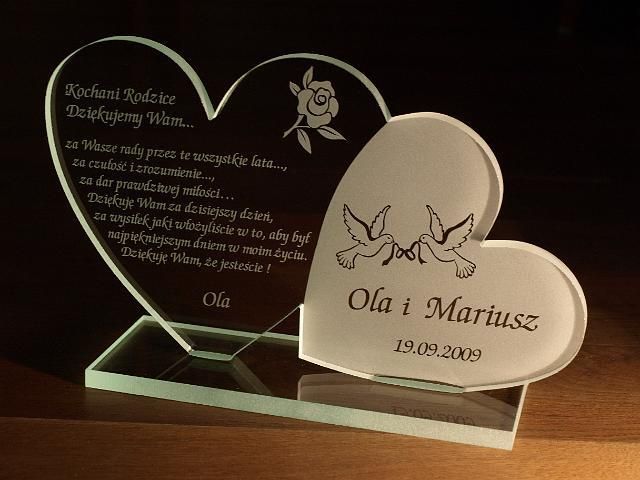 Kochani Rodzice
Dziękujemy Wam...
za Wasze rady przez te wszystkie lata...,
za czułość i zrozumienie...,
za dar prawdziwej miłości...
Dziękuję Wam za dzisiejszy dzień,
za wysiłek jaki włożyliście w to, aby był
najpiękniejszym dniem w moim życiu.
Dziękuję Wam, że jesteście !
Ola
Ola i Mariusz
19.09.2009